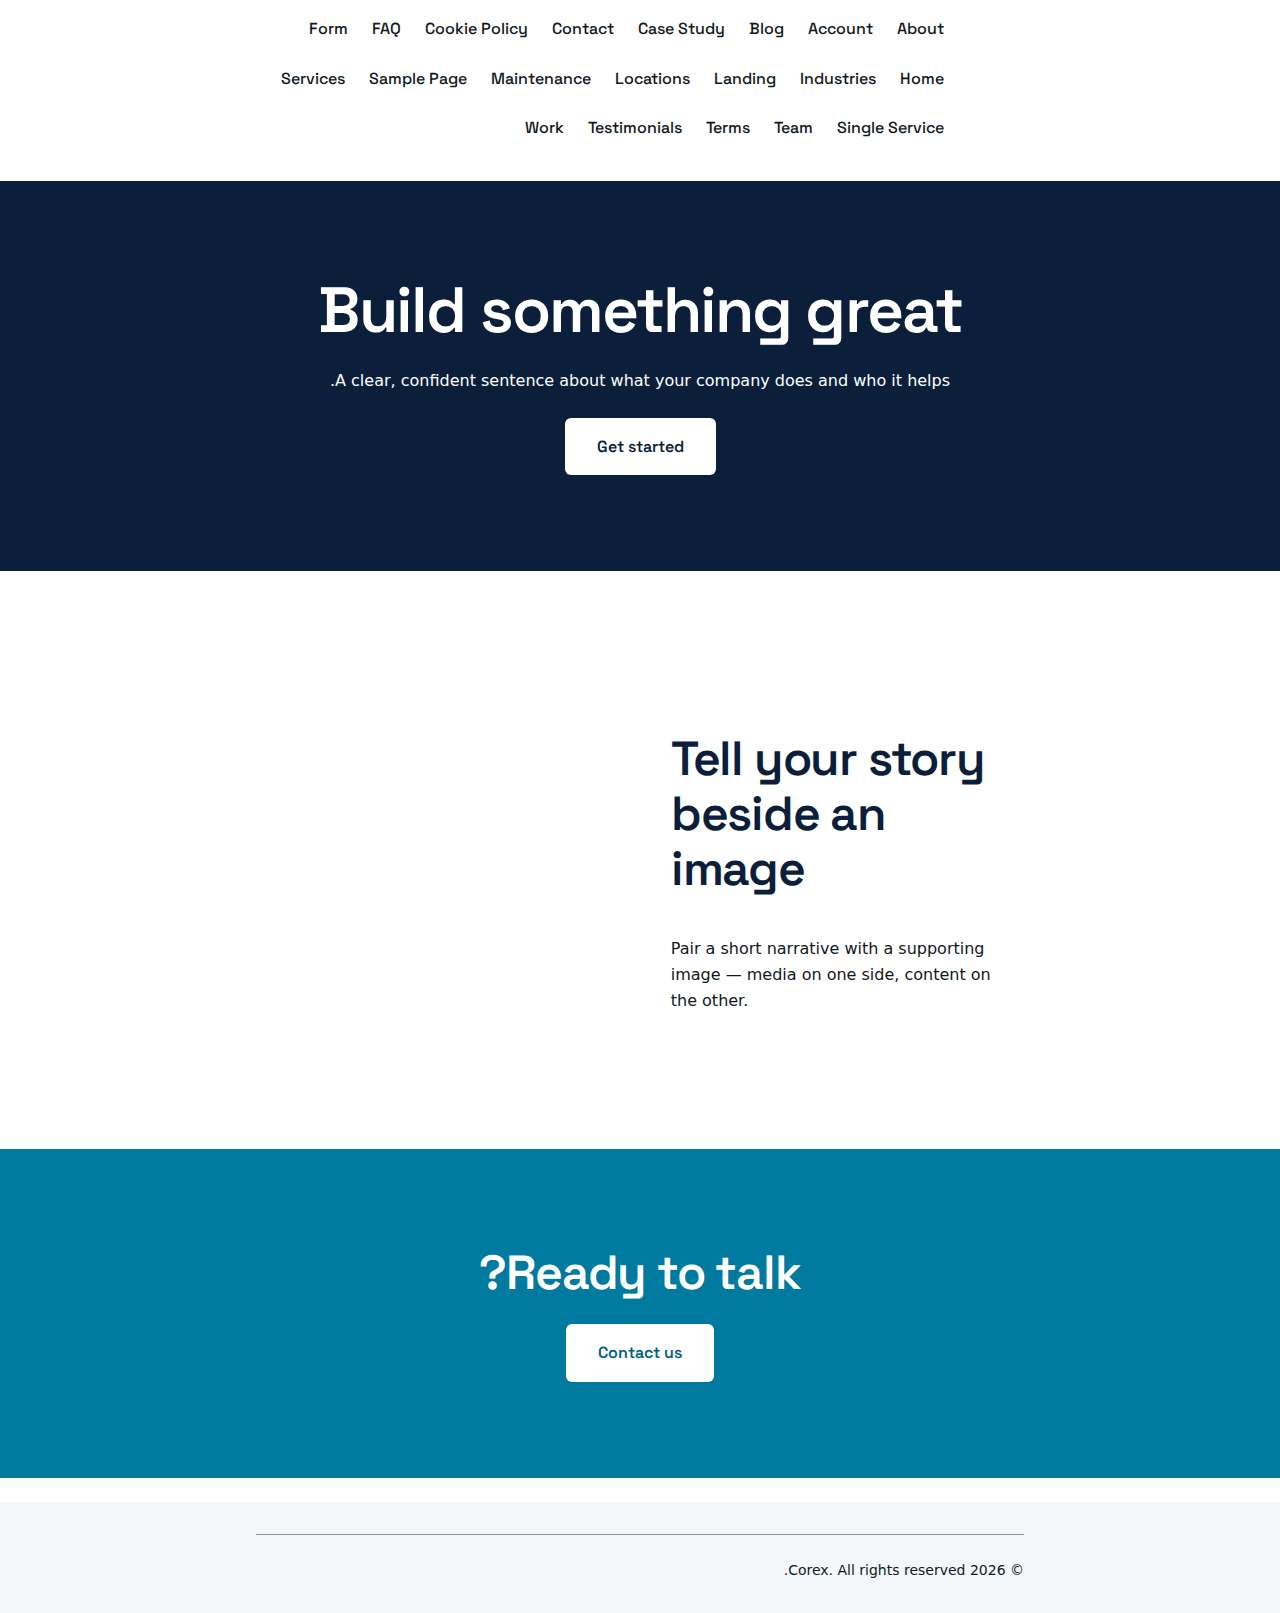 Form FAQ Cookie Policy Contact Case Study Blog Account About
Services Sample Page Maintenance Locations Landing Industries Home
Work Testimonials Terms Team Single Service
Build something great
.A clear, confident sentence about what your company does and who it helps
Get started
Tell your story
beside an
image
Pair a short narrative with a supporting
image — media on one side, content on
the other.
?Ready to talk
Contact us
.Corex. All rights reserved 2026 ©